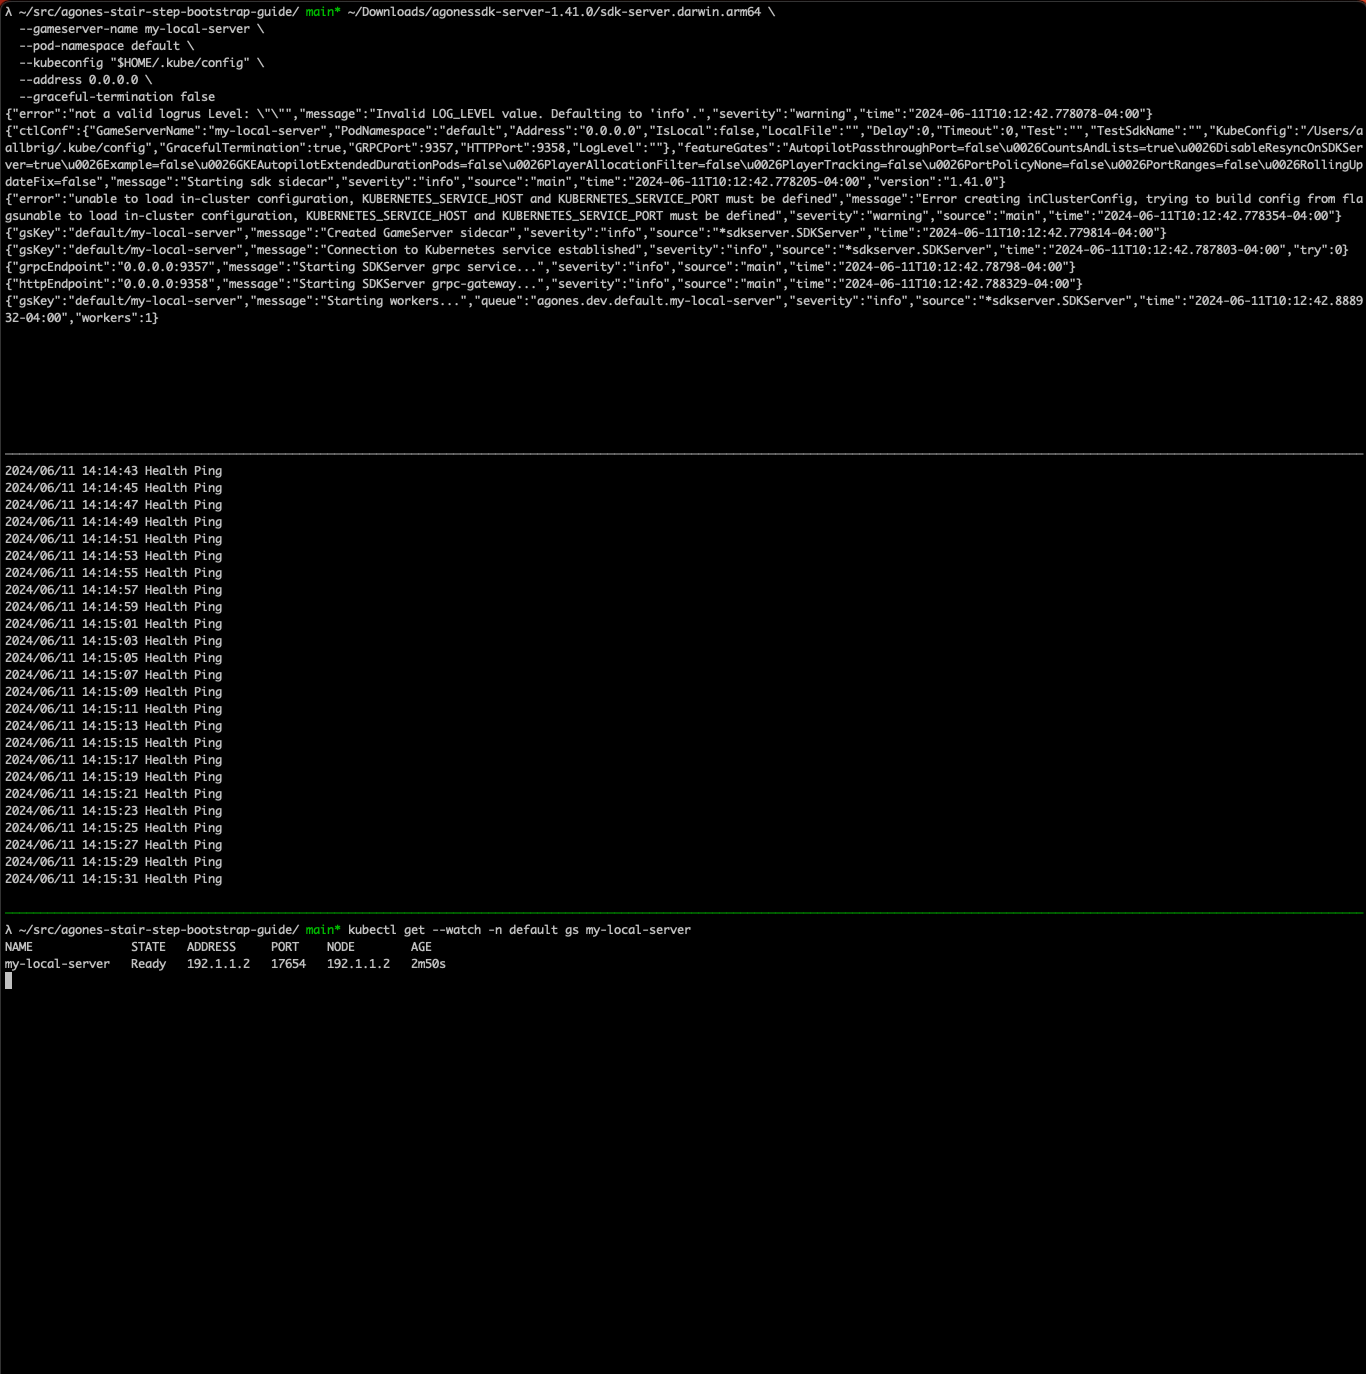 λ ~/src/agones-stair-step-bootstrap-guide/ main* ~/Downloads/agonessdk-server-1.41.0/sdk-server.darwin.arm64 \
  --gameserver-name my-local-server \
  --pod-namespace default \
  --kubeconfig "$HOME/.kube/config" \
  --address 0.0.0.0 \
  --graceful-termination false
{"error":"not a valid logrus Level: \"\"","message":"Invalid LOG_LEVEL value. Defaulting to 'info'.","severity":"warning","time":"2024-06-11T10:12:42.778078-04:00"}
{"ctlConf":{"GameServerName":"my-local-server","PodNamespace":"default","Address":"0.0.0.0","IsLocal":false,"LocalFile":"","Delay":0,"Timeout":0,"Test":"","TestSdkName":"","KubeConfig":"/Users/a
allbrig/.kube/config","GracefulTermination":true,"GRPCPort":9357,"HTTPPort":9358,"LogLevel":""},"featureGates":"AutopilotPassthroughPort=false\u0026CountsAndLists=true\u0026DisableResyncOnSDKSer
ver=true\u0026Example=false\u0026GKEAutopilotExtendedDurationPods=false\u0026PlayerAllocationFilter=false\u0026PlayerTracking=false\u0026PortPolicyNone=false\u0026PortRanges=false\u0026RollingUp
dateFix=false","message":"Starting sdk sidecar","severity":"info","source":"main","time":"2024-06-11T10:12:42.778205-04:00","version":"1.41.0"}
{"error":"unable to load in-cluster configuration, KUBERNETES_SERVICE_HOST and KUBERNETES_SERVICE_PORT must be defined","message":"Error creating inClusterConfig, trying to build config from fla
gsunable to load in-cluster configuration, KUBERNETES_SERVICE_HOST and KUBERNETES_SERVICE_PORT must be defined","severity":"warning","source":"main","time":"2024-06-11T10:12:42.778354-04:00"}
{"gsKey":"default/my-local-server","message":"Created GameServer sidecar","severity":"info","source":"*sdkserver.SDKServer","time":"2024-06-11T10:12:42.779814-04:00"}
{"gsKey":"default/my-local-server","message":"Connection to Kubernetes service established","severity":"info","source":"*sdkserver.SDKServer","time":"2024-06-11T10:12:42.787803-04:00","try":0}
{"grpcEndpoint":"0.0.0.0:9357","message":"Starting SDKServer grpc service...","severity":"info","source":"main","time":"2024-06-11T10:12:42.78798-04:00"}
{"httpEndpoint":"0.0.0.0:9358","message":"Starting SDKServer grpc-gateway...","severity":"info","source":"main","time":"2024-06-11T10:12:42.788329-04:00"}
{"gsKey":"default/my-local-server","message":"Starting workers...","queue":"agones.dev.default.my-local-server","severity":"info","source":"*sdkserver.SDKServer","time":"2024-06-11T10:12:42.8889
32-04:00","workers":1}
2024/06/11 14:14:43 Health Ping
2024/06/11 14:14:45 Health Ping
2024/06/11 14:14:47 Health Ping
2024/06/11 14:14:49 Health Ping
2024/06/11 14:14:51 Health Ping
2024/06/11 14:14:53 Health Ping
2024/06/11 14:14:55 Health Ping
2024/06/11 14:14:57 Health Ping
2024/06/11 14:14:59 Health Ping
2024/06/11 14:15:01 Health Ping
2024/06/11 14:15:03 Health Ping
2024/06/11 14:15:05 Health Ping
2024/06/11 14:15:07 Health Ping
2024/06/11 14:15:09 Health Ping
2024/06/11 14:15:11 Health Ping
2024/06/11 14:15:13 Health Ping
2024/06/11 14:15:15 Health Ping
2024/06/11 14:15:17 Health Ping
2024/06/11 14:15:19 Health Ping
2024/06/11 14:15:21 Health Ping
2024/06/11 14:15:23 Health Ping
2024/06/11 14:15:25 Health Ping
2024/06/11 14:15:27 Health Ping
2024/06/11 14:15:29 Health Ping
2024/06/11 14:15:31 Health Ping
λ ~/src/agones-stair-step-bootstrap-guide/ main* kubectl get --watch -n default gs my-local-server
NAME              STATE   ADDRESS     PORT    NODE        AGE
my-local-server   Ready   192.1.1.2   17654   192.1.1.2   2m50s